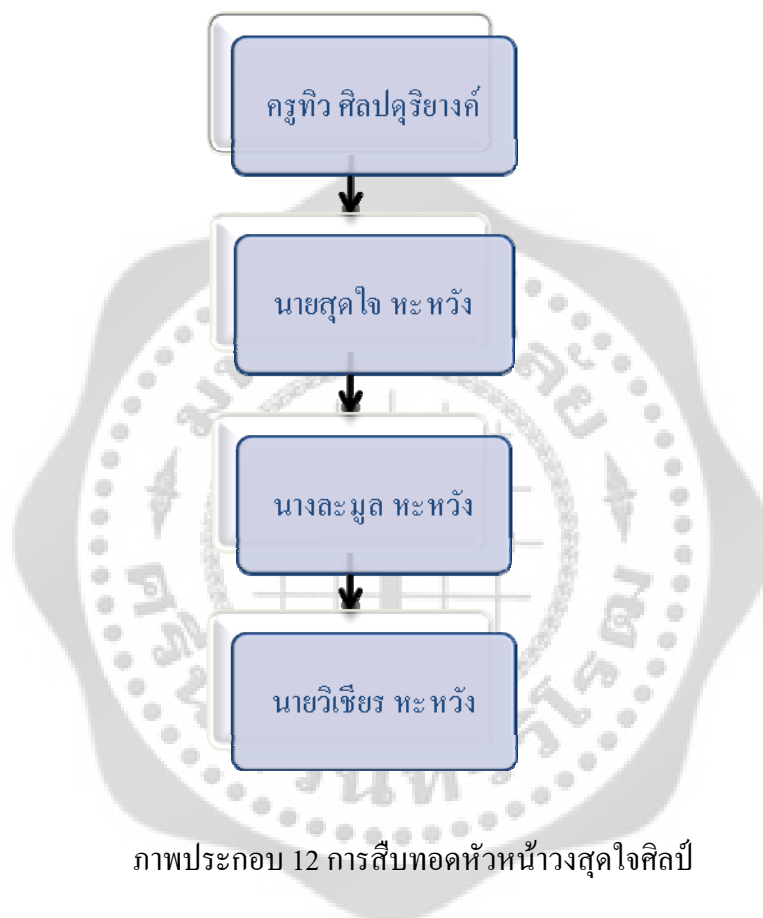 ครูทิว ศิลปดุริยางค์
นายสุดใจ หะหวัง
นางละมูล หะหวัง
นายวิเชียร หะหวัง
ภาพประกอบ 12 การสืบทอดหัวหน้าวงสุดใจศิลป์